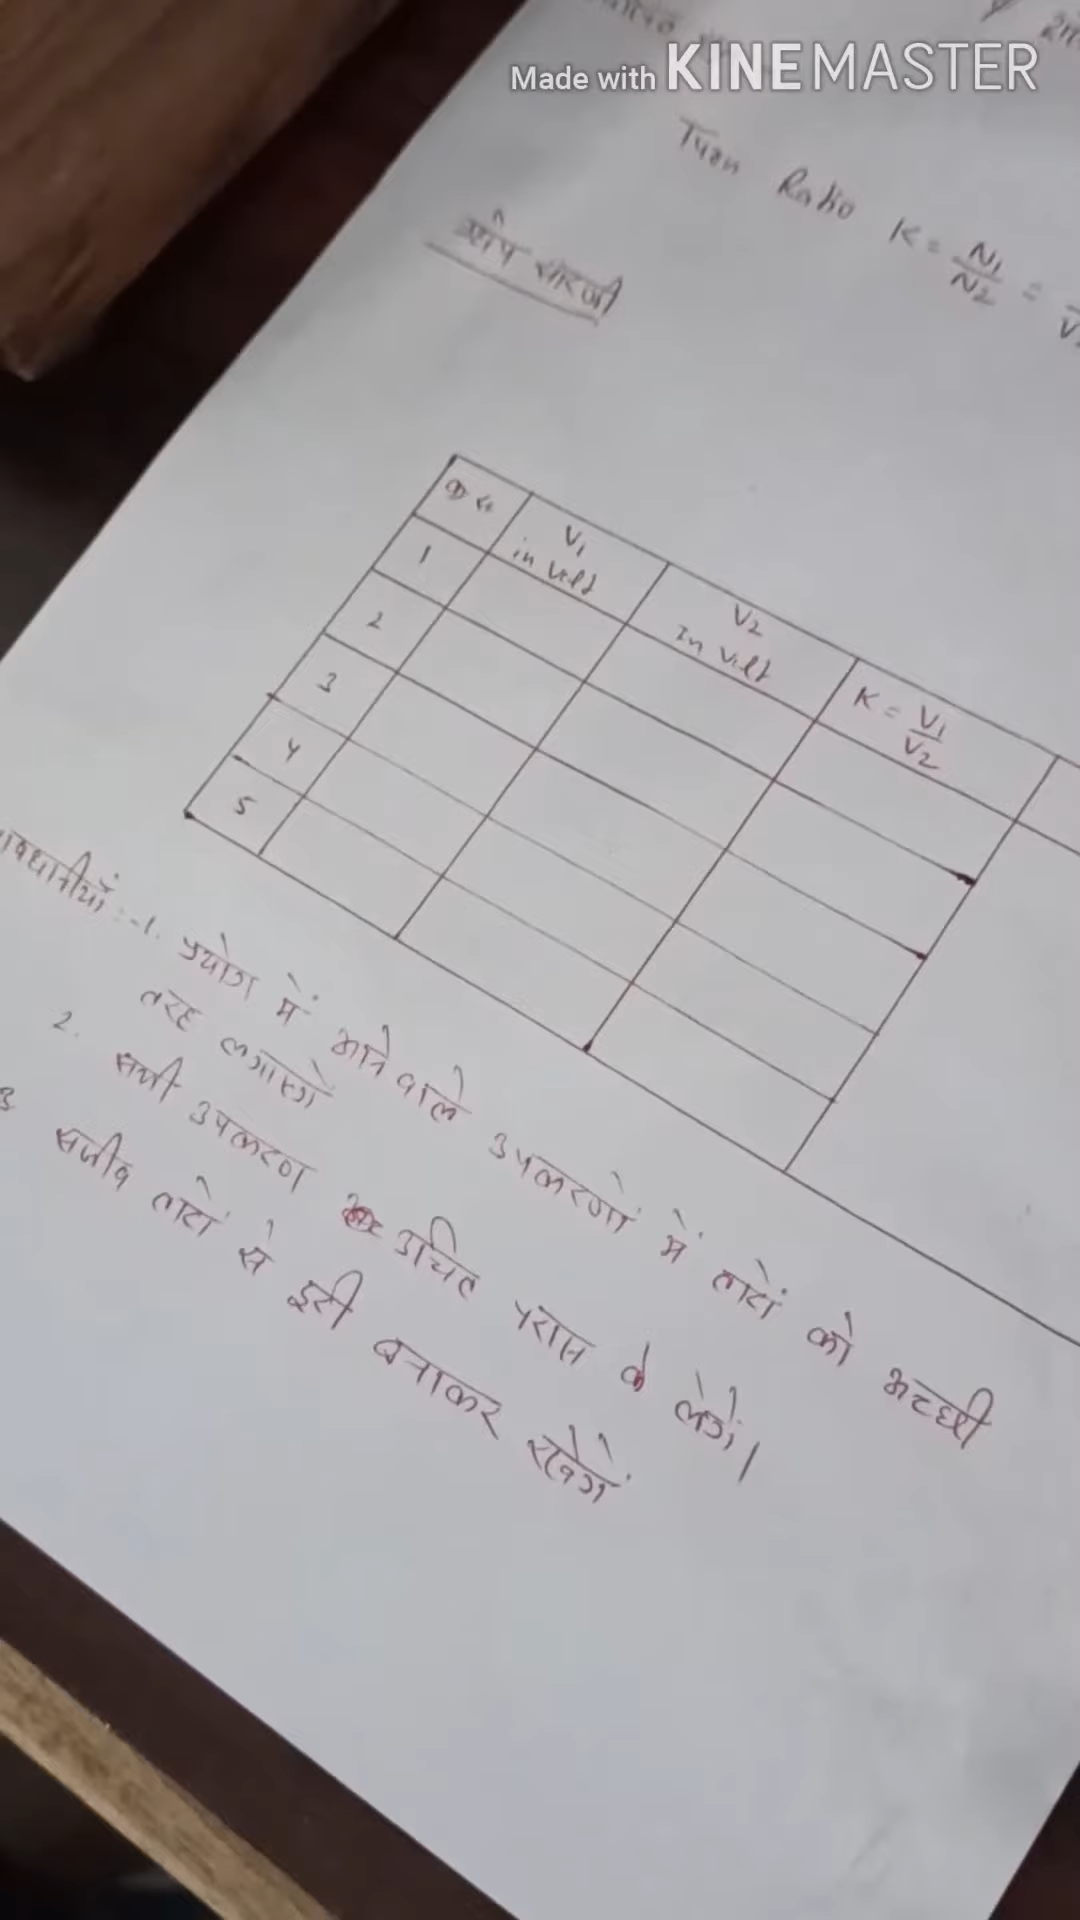 Made with KINEMASTER
Turn Ratio K = N1/N2 =
प्रेक्षण सारणी
क्र सं
V1 in Volt
V2 In Volt
K = V1/V2
1
2
3
4
5
:-1. प्रयोग में आने वाले उपकरणों में तारों को अच्छी
तरह लगाएगें
2. सभी उपकरण उचित परास के लेगें।
3 सजीव तारों से दूरी बनाकर रखेगें